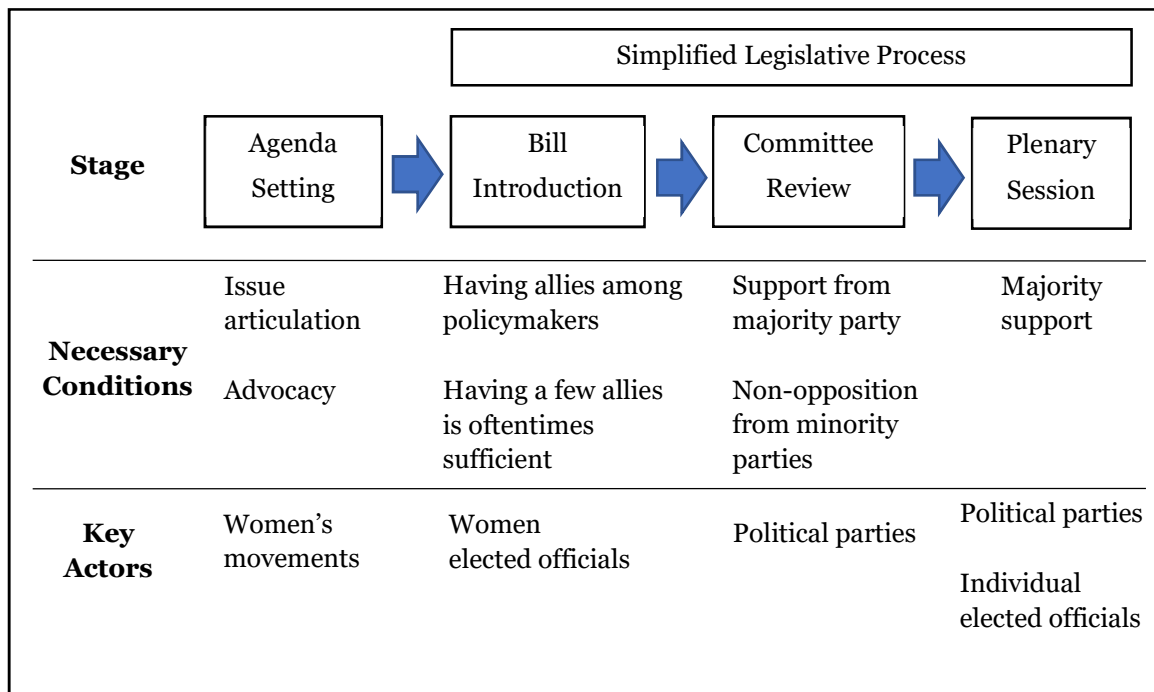 Simplified Legislative Process
Stage
Agenda
Setting
Bill
Introduction
Committee
Review
Plenary
Session
Necessary
Conditions
Issue
articulation
Advocacy
Having allies among
policymakers
Having a few allies
is oftentimes
sufficient
Support from
majority party
Non-opposition
from minority
parties
Majority
support
Key
Actors
Women’s
movements
Women
elected officials
Political parties
Political parties
Individual
elected officials